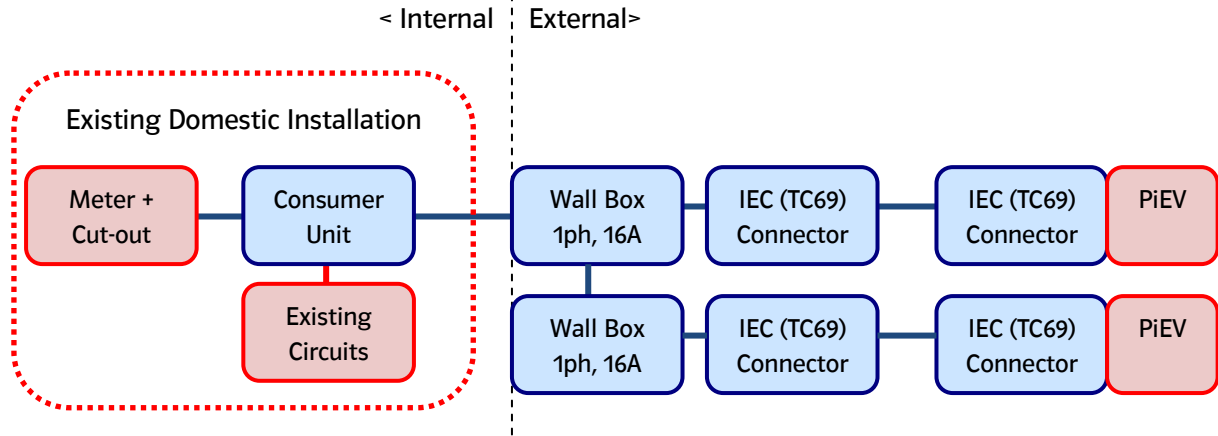 < Internal
External>
Existing Domestic Installation
Meter +
Cut-out
Consumer
Unit
Existing
Circuits
Wall Box
1ph, 16A
IEC (TC69)
Connector
IEC (TC69)
Connector
PiEV
Wall Box
1ph, 16A
IEC (TC69)
Connector
IEC (TC69)
Connector
PiEV